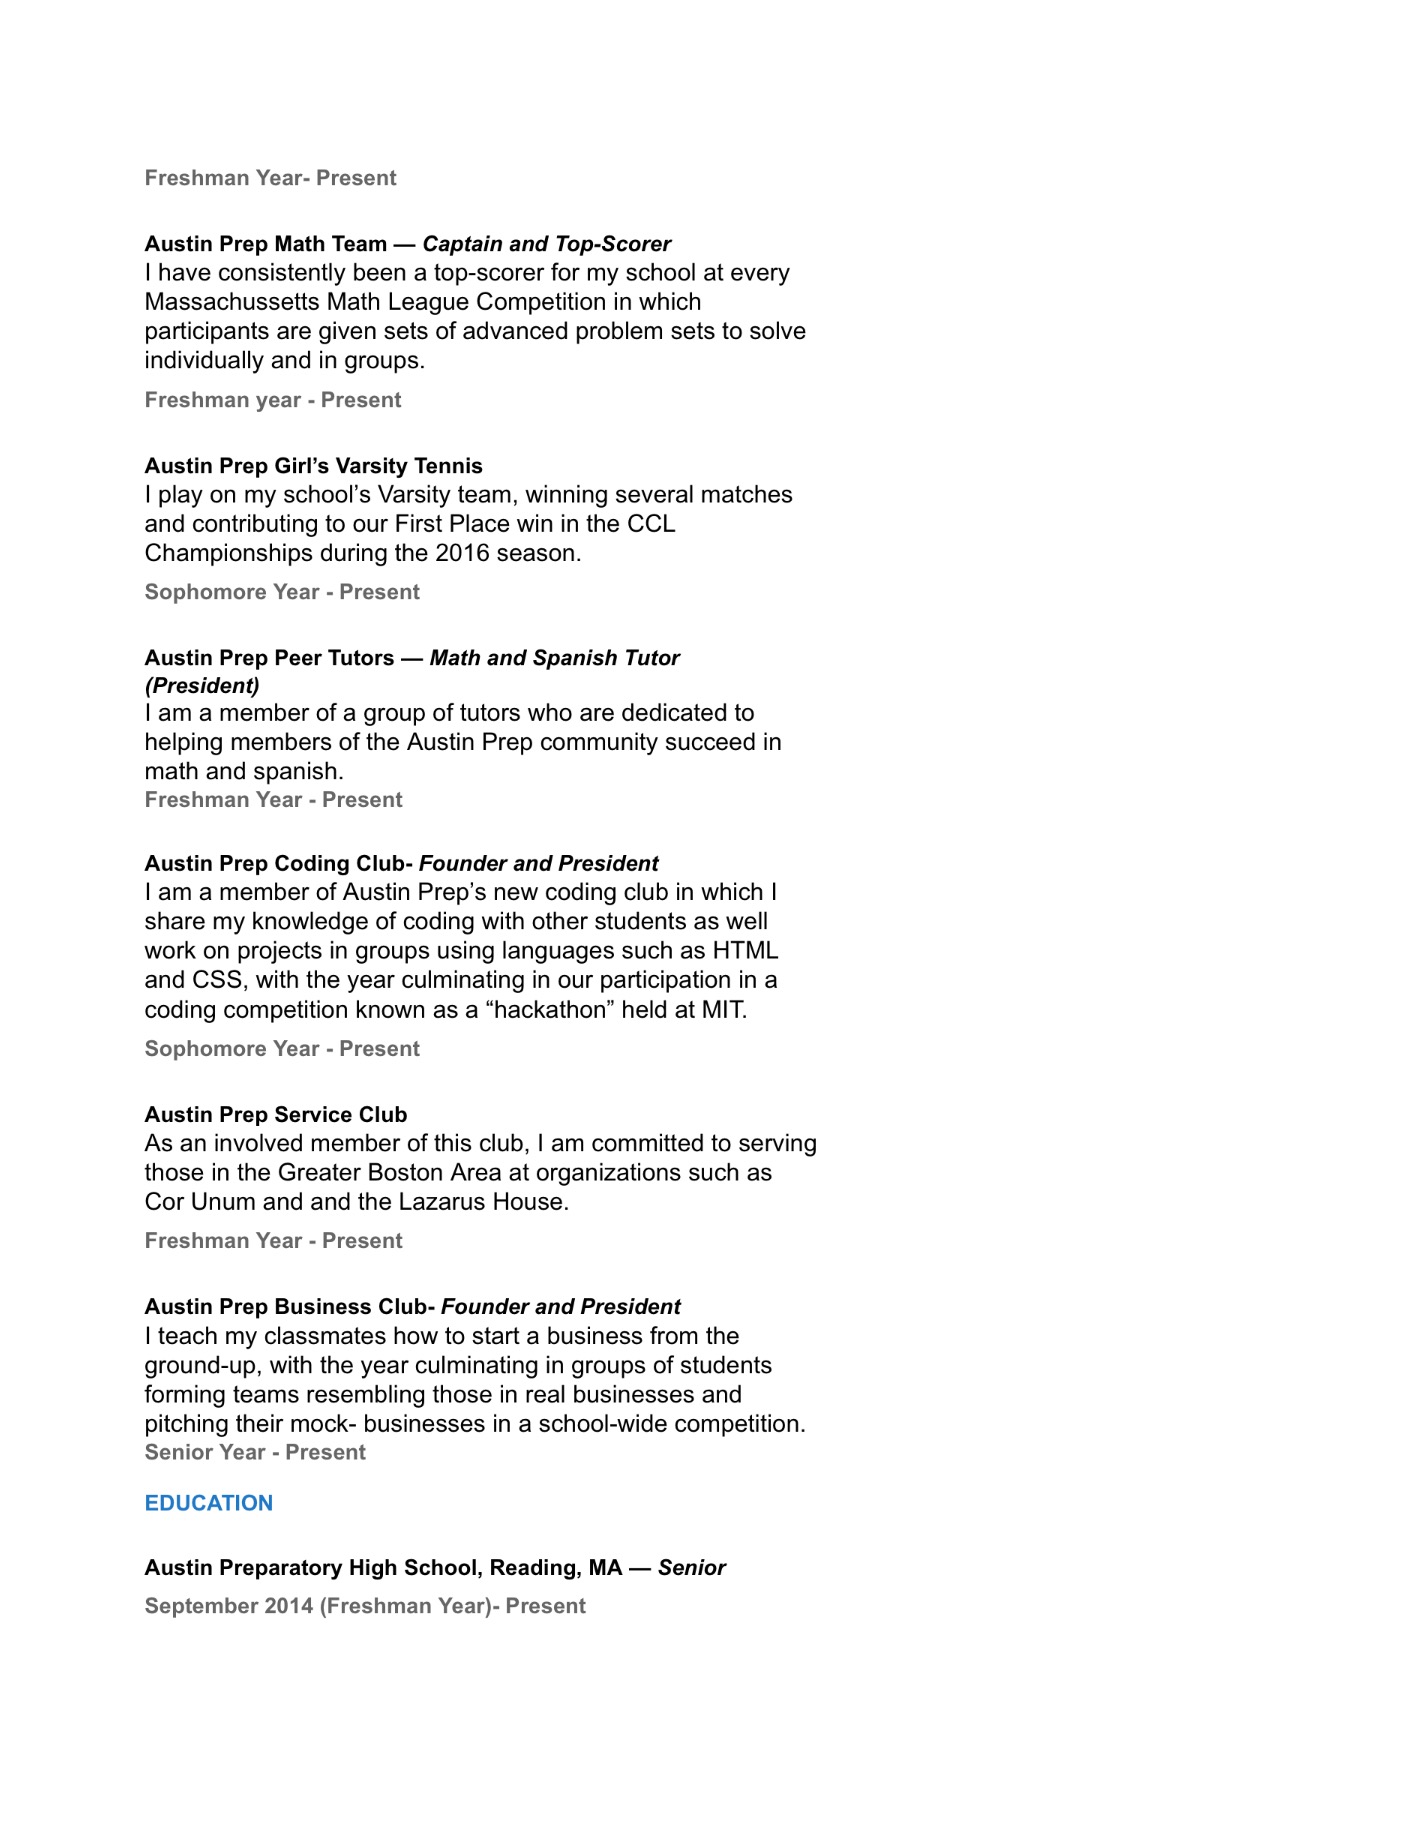 Freshman Year- Present
Austin Prep Math Team — Captain and Top-Scorer
I have consistently been a top-scorer for my school at every
Massachussetts Math League Competition in which
participants are given sets of advanced problem sets to solve
individually and in groups.
Freshman year - Present
Austin Prep Girl’s Varsity Tennis
I play on my school’s Varsity team, winning several matches
and contributing to our First Place win in the CCL
Championships during the 2016 season.
Sophomore Year - Present
Austin Prep Peer Tutors — Math and Spanish Tutor
(President)
I am a member of a group of tutors who are dedicated to
helping members of the Austin Prep community succeed in
math and spanish.
Freshman Year - Present
Austin Prep Coding Club- Founder and President
I am a member of Austin Prep’s new coding club in which I
share my knowledge of coding with other students as well
work on projects in groups using languages such as HTML
and CSS, with the year culminating in our participation in a
coding competition known as a “hackathon” held at MIT.
Sophomore Year - Present
Austin Prep Service Club
As an involved member of this club, I am committed to serving
those in the Greater Boston Area at organizations such as
Cor Unum and and the Lazarus House.
Freshman Year - Present
Austin Prep Business Club- Founder and President
I teach my classmates how to start a business from the
ground-up, with the year culminating in groups of students
forming teams resembling those in real businesses and
pitching their mock- businesses in a school-wide competition.
Senior Year - Present
EDUCATION
Austin Preparatory High School, Reading, MA — Senior
September 2014 (Freshman Year)- Present